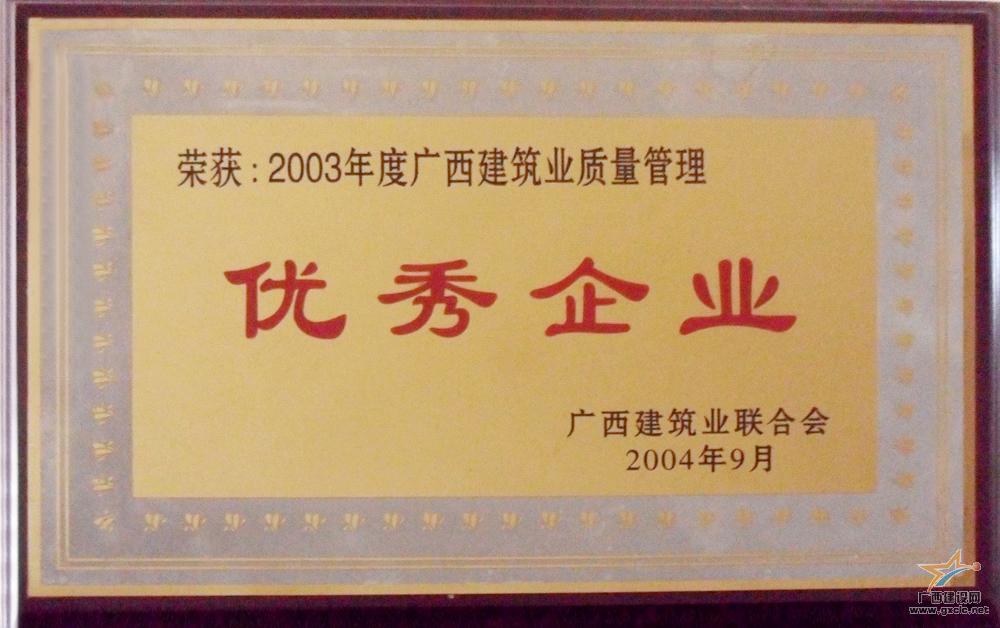 荣获:2003年度广西建筑业质量管理
优秀企业
广西建筑业联合会
2004年9月
广西建设网
www.gxcic.net